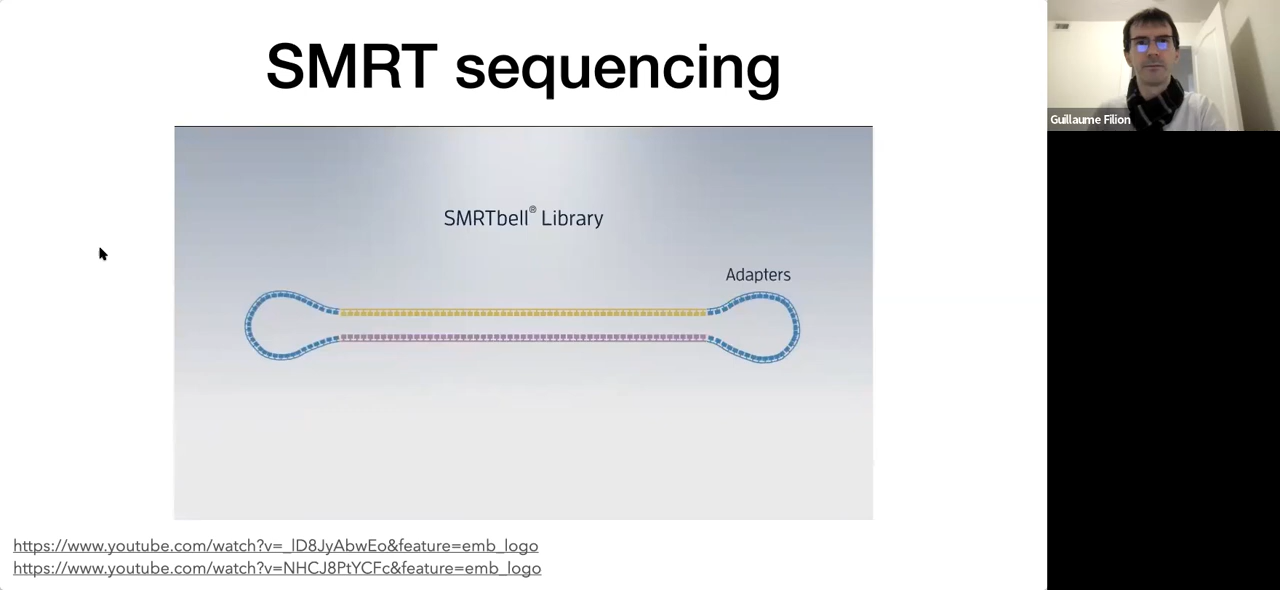 SMRT sequencing
SMRTbell® Library
Adapters
https://www.youtube.com/watch?v=_lD8JyAbwEo&feature=emb_logo
https://www.youtube.com/watch?v=NHCJ8PtYCFc&feature=emb_logo
Guillaume Filion